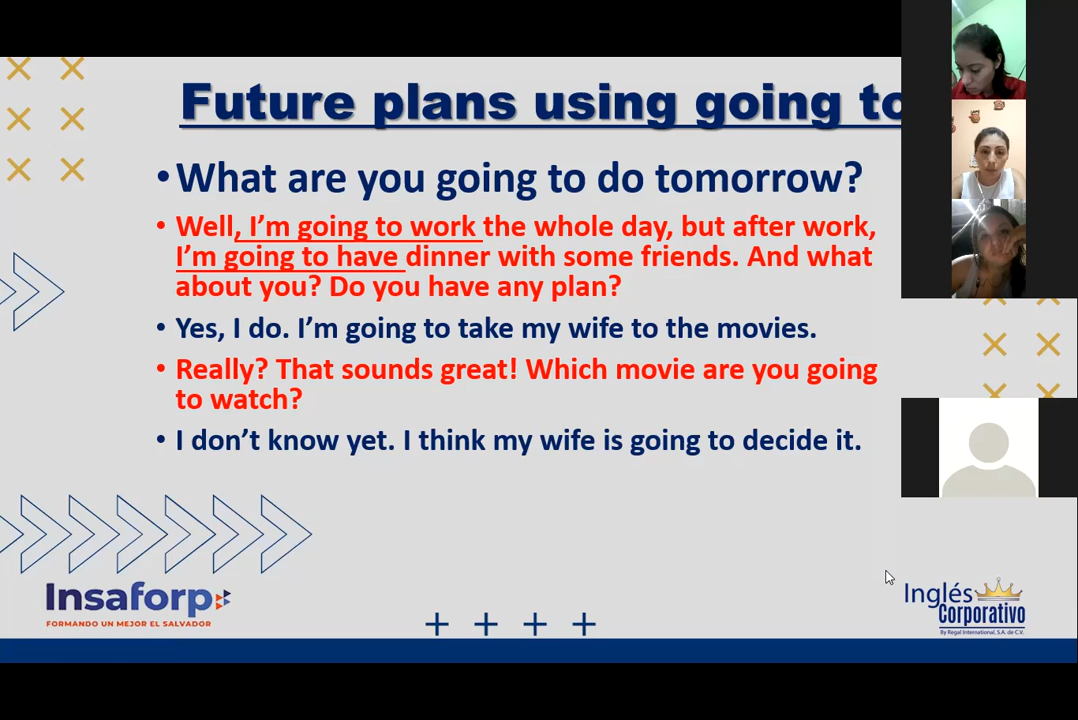 Future plans using going to
•What are you going to do tomorrow?
• Well, I’m going to work the whole day, but after work,
I’m going to have dinner with some friends. And what
about you? Do you have any plan?
• Yes, I do. I’m going to take my wife to the movies.
• Really? That sounds great! Which movie are you going
to watch?
• I don’t know yet. I think my wife is going to decide it.
Insaforp
FORMANDO UN MEJOR EL SALVADOR
Inglés
Corporativo
By Regal International, S.A. de C.V.